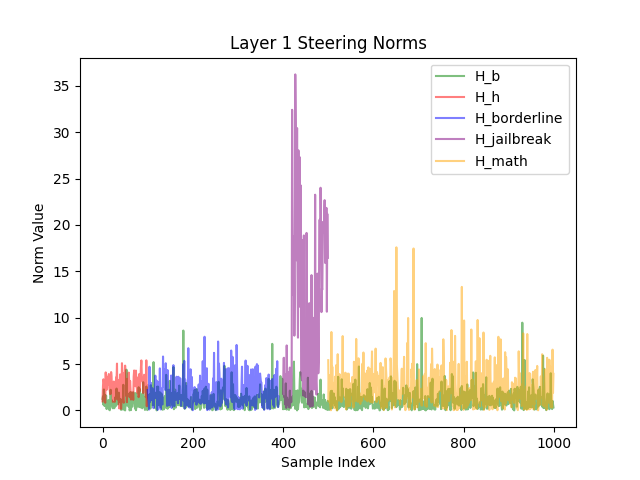 Layer 1 Steering Norms
H_b
H_h
H_borderline
H_jailbreak
H_math
Norm Value
35
30
25
20
15
10
5
0
0
200
400
600
800
1000
Sample Index